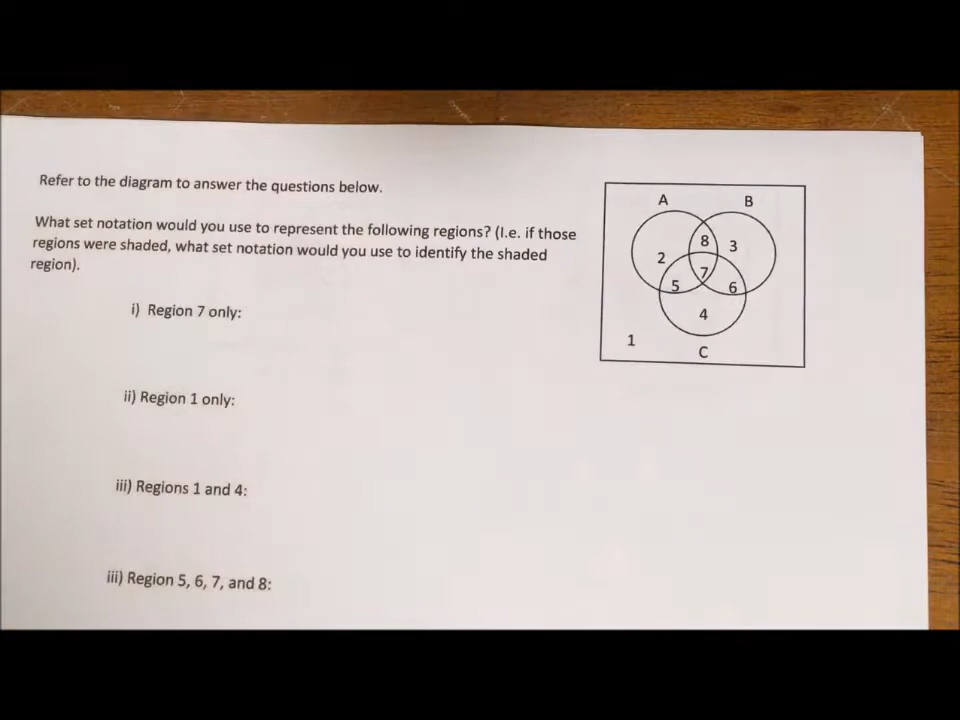 Refer to the diagram to answer the questions below.
What set notation would you use to represent the following regions? (I.e. if those
regions were shaded, what set notation would you use to identify the shaded
region).
i) Region 7 only:
ii) Region 1 only:
iii) Regions 1 and 4:
iii) Region 5, 6, 7, and 8:
A B
8 3
2
7
5 6
4
1
C